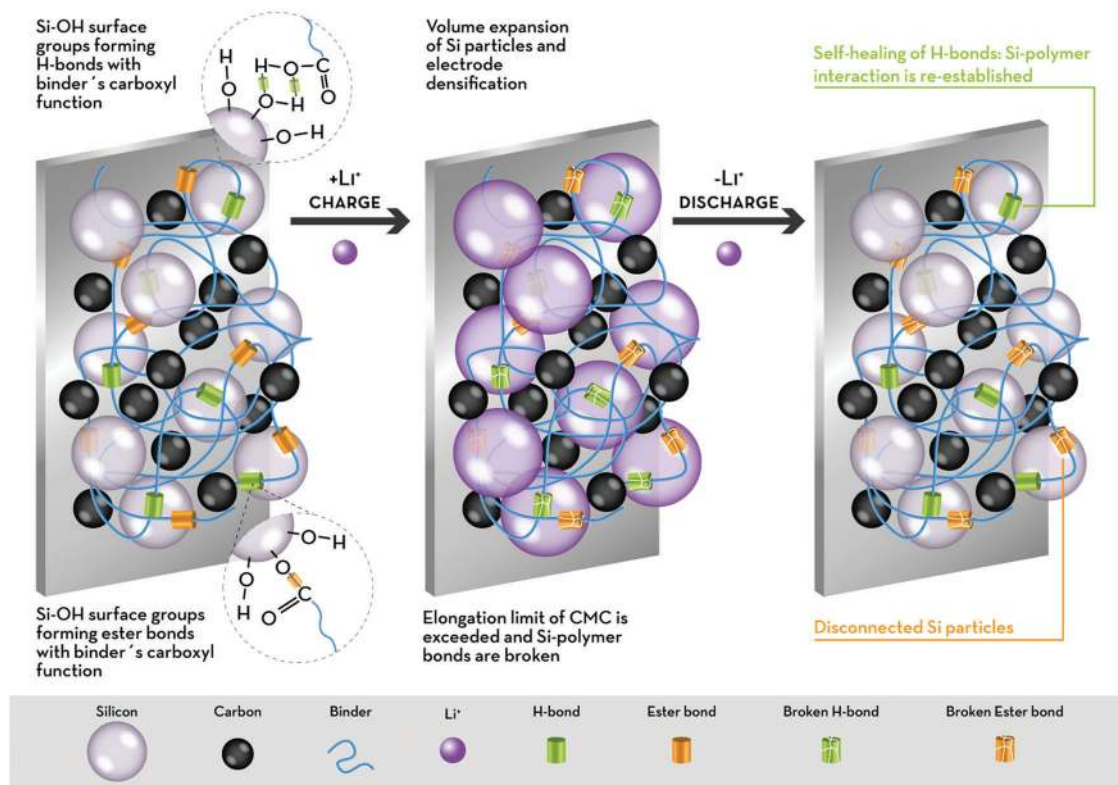 Si-OH surface
groups forming
H-bonds with
binder´s carboxyl
function
H
O
H
O
C
O
O
H
O
H
Volume expansion
of Si particles and
electrode
densification
Self-healing of H-bonds: Si-polymer
interaction is re-established
+Li⁺
CHARGE
-Li⁺
DISCHARGE
O
H
O
O
H
C
O
Si-OH surface groups
forming ester bonds
with binder´s carboxyl
function
Elongation limit of CMC is
exceeded and Si-polymer
bonds are broken
Disconnected Si particles
Silicon
Carbon
Binder
Li⁺
H-bond
Ester bond
Broken H-bond
Broken Ester bond